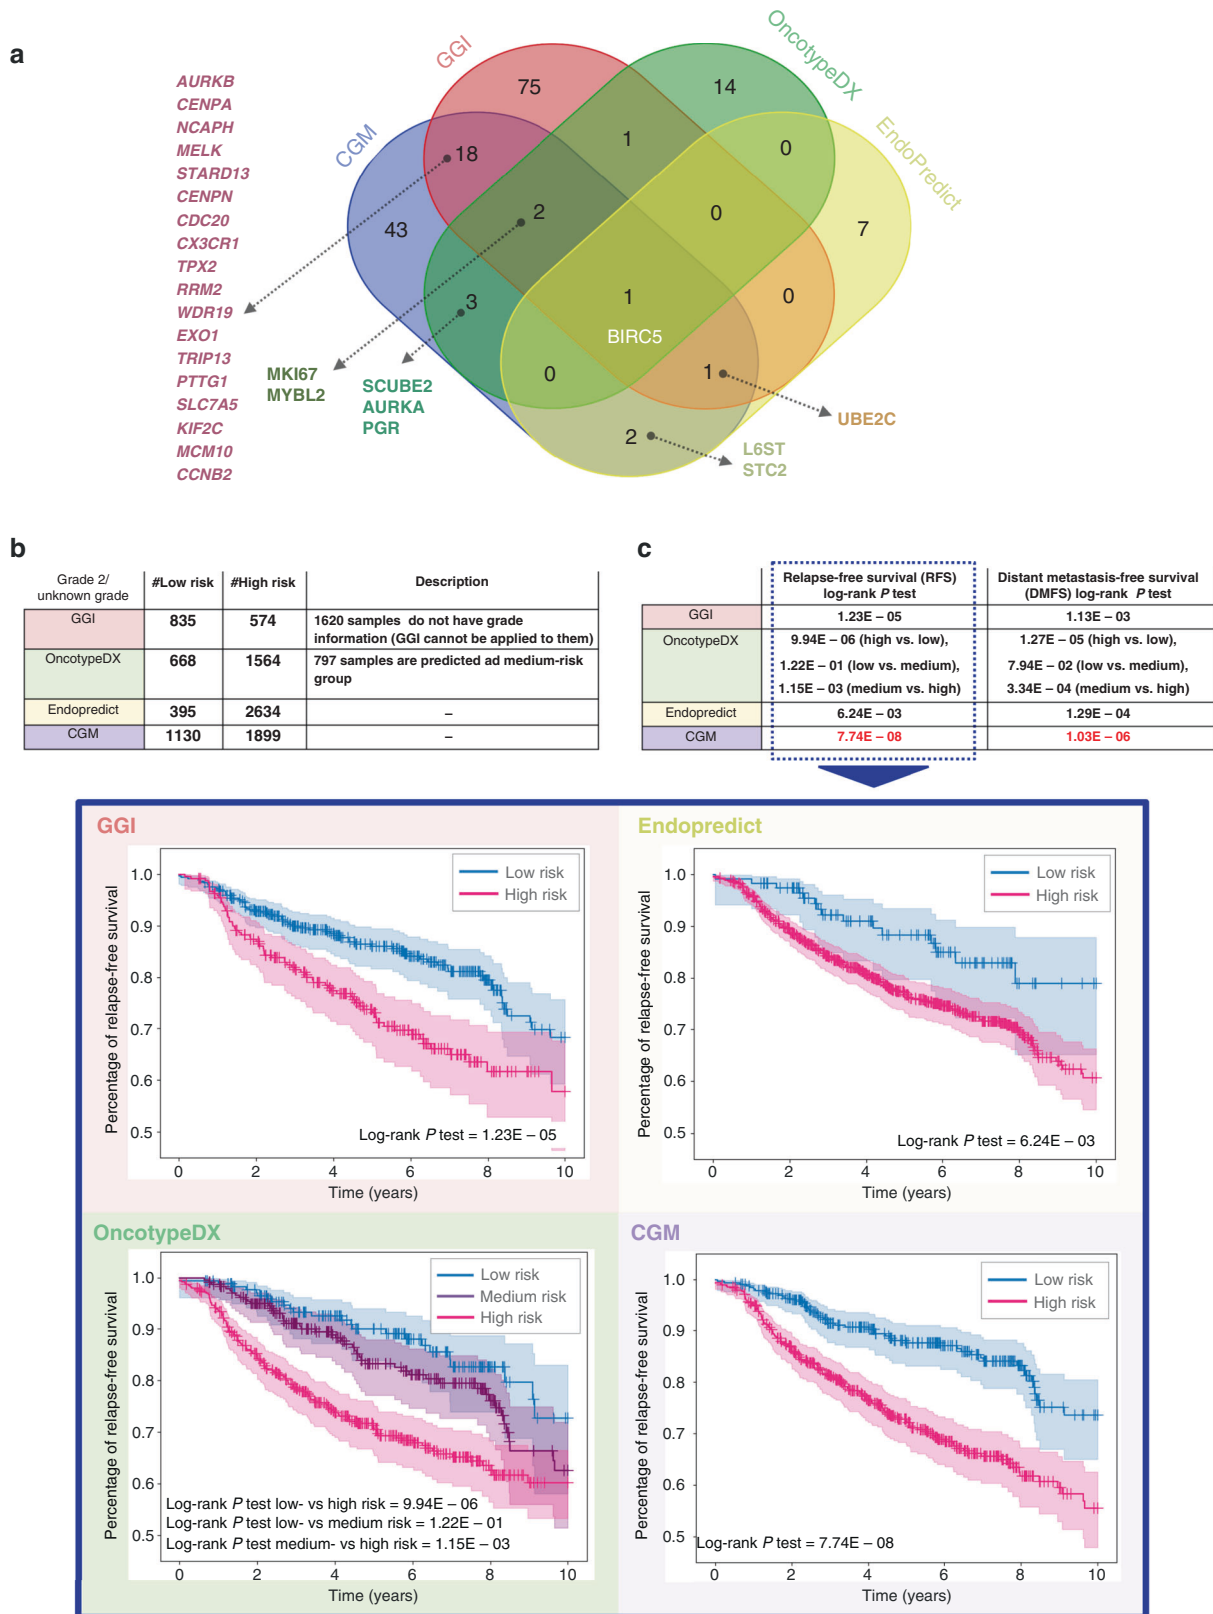 a
GGI
OncotypeDX
CGM
EndoPredict
AURKB
CENPA
NCAPH
MELK
STARD13
CENPN
CDC20
CX3CR1
TPX2
RRM2
WDR19
EXO1
TRIP13
PTTG1
SLC7A5
KIF2C
MCM10
CCNB2
75
14
1
0
18
2
0
7
43
3
1
0
BIRC5
0
1
2
MKI67
MYBL2
SCUBE2
AURKA
PGR
UBE2C
L6ST
STC2
b
Grade 2/ unknown grade #Low risk #High risk Description
GGI 835 574 1620 samples do not have grade information (GGI cannot be applied to them)
OncotypeDX 668 1564 797 samples are predicted ad medium-risk group
Endopredict 395 2634 –
CGM 1130 1899 –
c
Relapse-free survival (RFS) log-rank P test Distant metastasis-free survival (DMFS) log-rank P test
GGI 1.23E – 05 1.13E – 03
OncotypeDX 9.94E – 06 (high vs. low), 1.27E – 05 (high vs. low),
1.22E – 01 (low vs. medium), 7.94E – 02 (low vs. medium),
1.15E – 03 (medium vs. high) 3.34E – 04 (medium vs. high)
Endopredict 6.24E – 03 1.29E – 04
CGM 7.74E – 08 1.03E – 06
GGI
Percentage of relapse-free survival
1.0
0.9
0.8
0.7
0.6
0.5
Low risk
High risk
Log-rank P test = 1.23E – 05
0 2 4 6 8 10
Time (years)
Endopredict
Percentage of relapse-free survival
1.0
0.9
0.8
0.7
0.6
0.5
Low risk
High risk
Log-rank P test = 6.24E – 03
0 2 4 6 8 10
Time (years)
OncotypeDX
Percentage of relapse-free survival
1.0
0.9
0.8
0.7
0.6
0.5
Low risk
Medium risk
High risk
Log-rank P test low- vs high risk = 9.94E – 06
Log-rank P test low- vs medium risk = 1.22E – 01
Log-rank P test medium- vs high risk = 1.15E – 03
0 2 4 6 8 10
Time (years)
CGM
Percentage of relapse-free survival
1.0
0.9
0.8
0.7
0.6
0.5
Low risk
High risk
Log-rank P test = 7.74E – 08
0 2 4 6 8 10
Time (years)